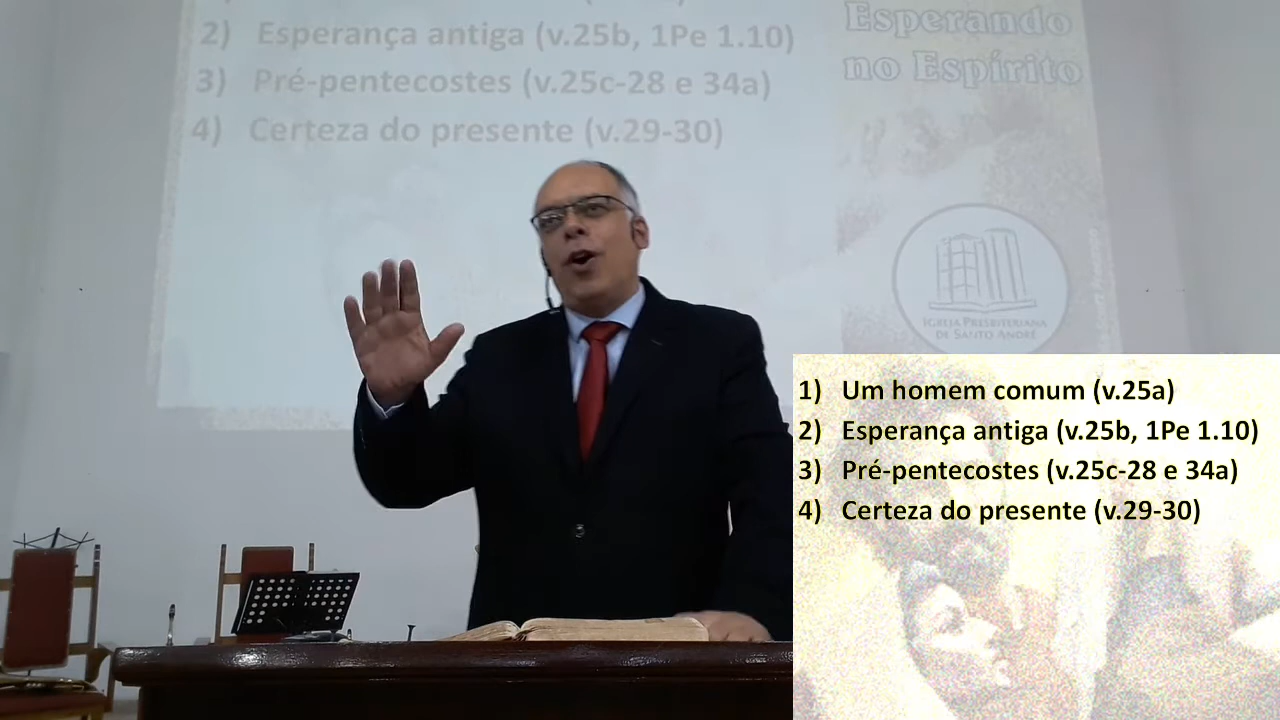 2) Esperança antiga (v.25b, 1Pe 1.10)
3) Pré-pentecostes (v.25c-28 e 34a)
4) Certeza do presente (v.29-30)
Esperando
no Espírito
IGREJA PRESBITERIANA
DE SANTO ANDRÉ
1) Um homem comum (v.25a)
2) Esperança antiga (v.25b, 1Pe 1.10)
3) Pré-pentecostes (v.25c-28 e 34a)
4) Certeza do presente (v.29-30)